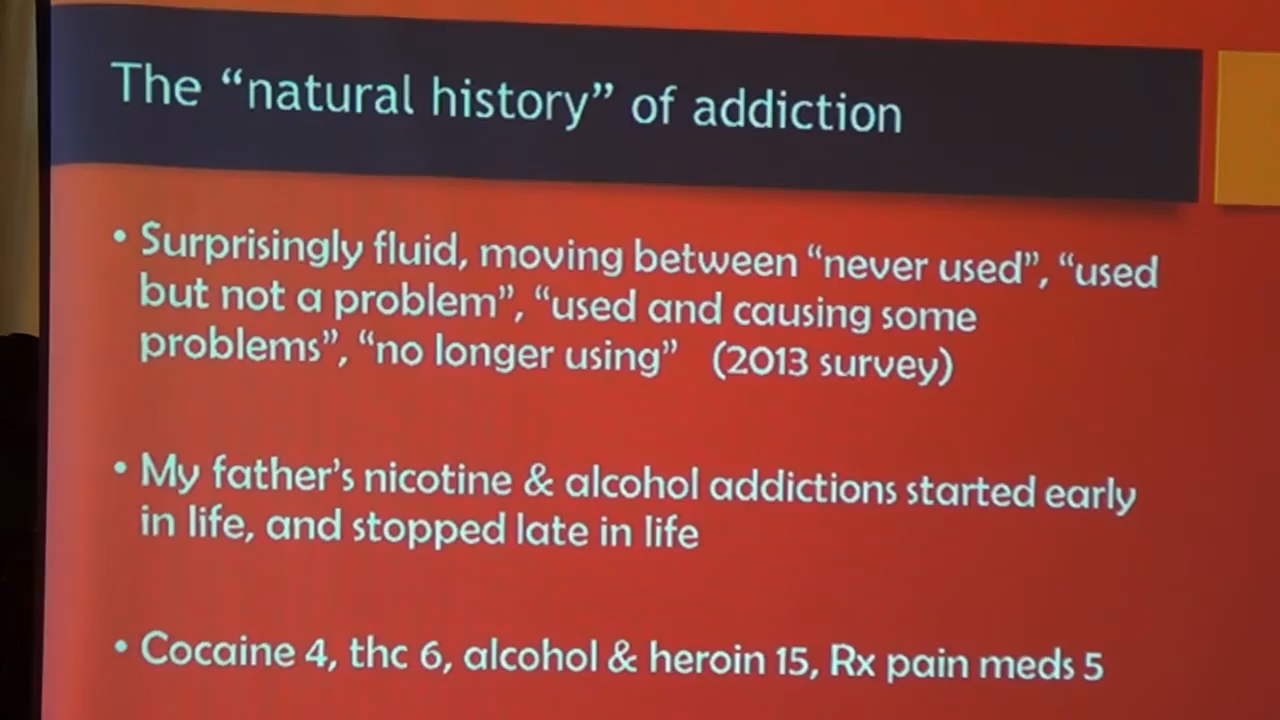 The “natural history” of addiction
• Surprisingly fluid, moving between “never used”, “used
but not a problem”, “used and causing some
problems”, “no longer using” (2013 survey)
• My father’s nicotine & alcohol addictions started early
in life, and stopped late in life
• Cocaine 4, thc 6, alcohol & heroin 15, Rx pain meds 5